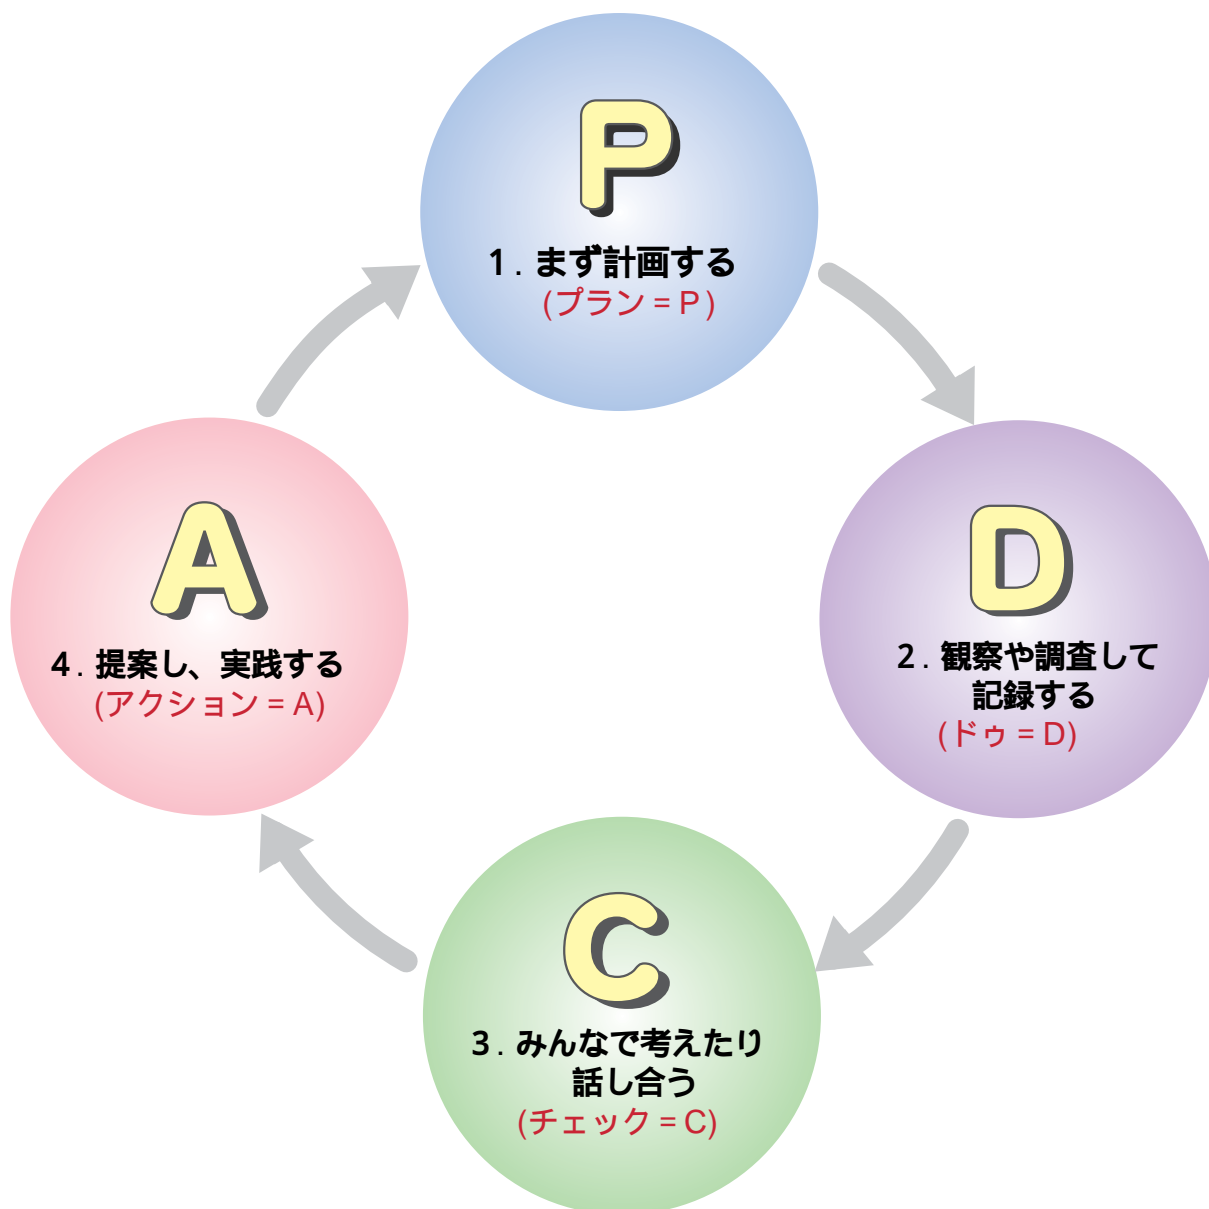 P
1．まず計画する
(プラン = P)
D
2．観察や調査して
記録する
(ドゥ = D)
C
3．みんなで考えたり
話し合う
(チェック = C)
A
4．提案し、実践する
(アクション = A)